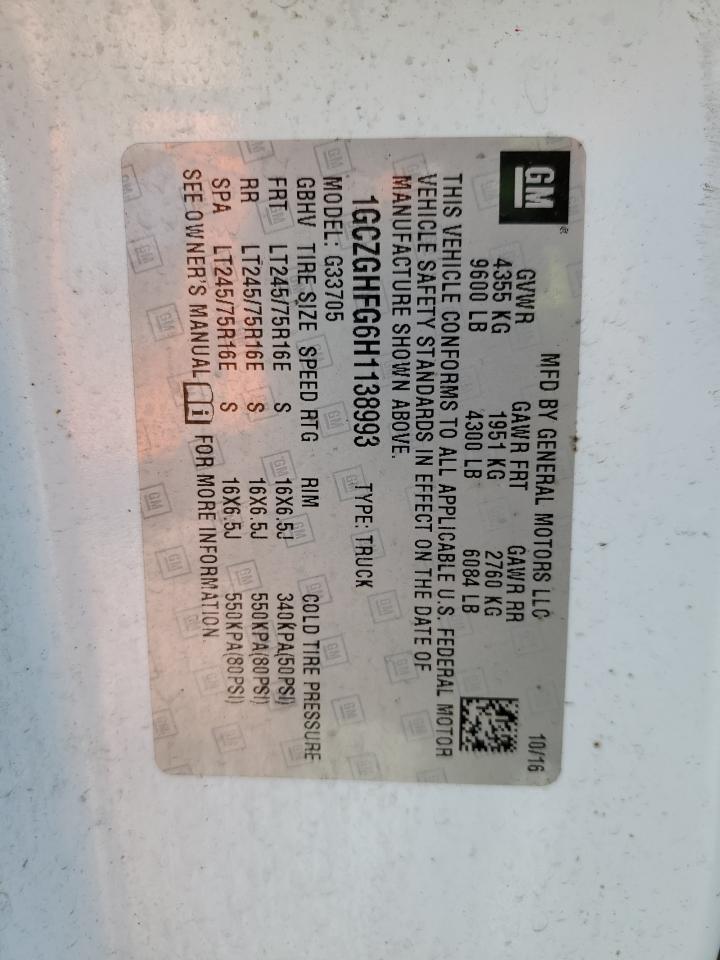 GM®
MFD BY GENERAL MOTORS LLC 10/16
GVWR GAWR FRT GAWR RR
4355 KG 1951 KG 2760 KG
9600 LB 4300 LB 6084 LB
THIS VEHICLE CONFORMS TO ALL APPLICABLE U.S. FEDERAL MOTOR
VEHICLE SAFETY STANDARDS IN EFFECT ON THE DATE OF
MANUFACTURE SHOWN ABOVE.
1GCZGHFG6H1138993 TYPE: TRUCK
MODEL: G33705
GBHV TIRE SIZE SPEED RTG RIM COLD TIRE PRESSURE
FRT LT245/75R16E S 16X6.5J 340KPA(50PSI)
RR LT245/75R16E S 16X6.5J 550KPA(80PSI)
SPA LT245/75R16E S 16X6.5J 550KPA(80PSI)
SEE OWNER'S MANUAL i FOR MORE INFORMATION.